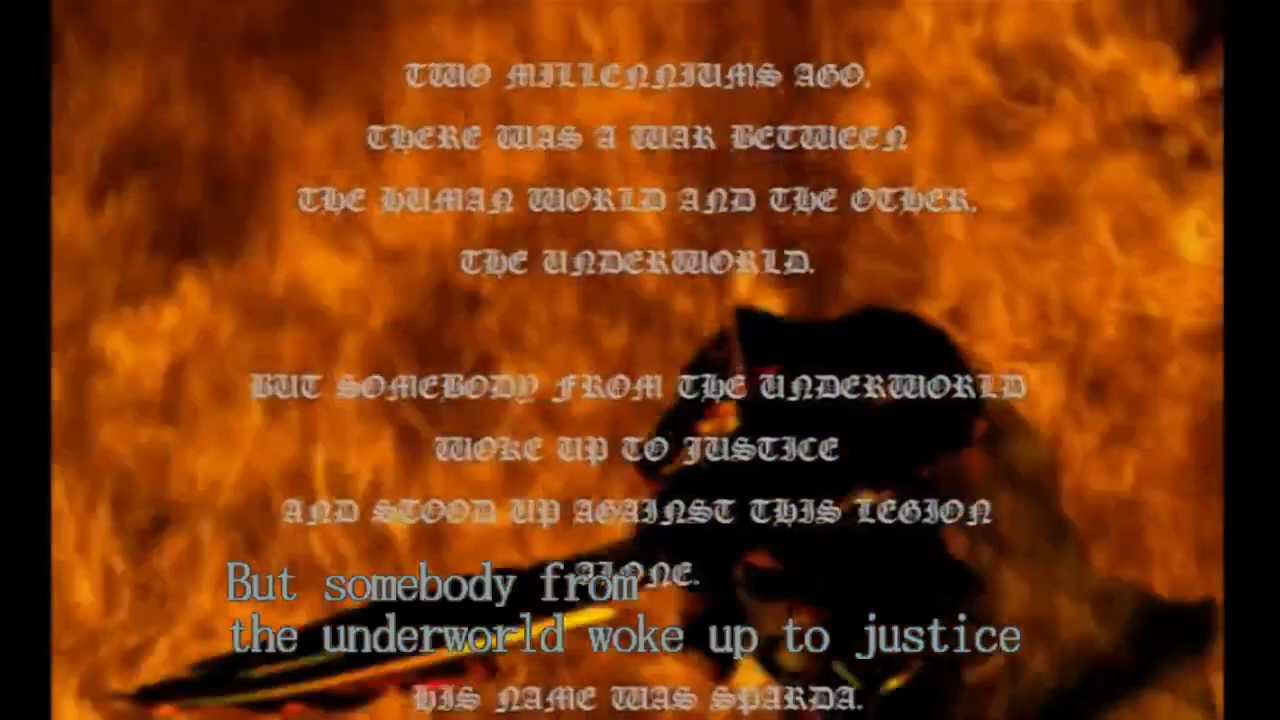 TWO MILLENNIUMS AGO.
THERE WAS A WAR BETWEEN
THE HUMAN WORLD AND THE OTHER.
THE UNDERWORLD.
BUT SOMEBODY FROM THE UNDERWORLD
WOKE UP TO JUSTICE
AND STOOD UP AGAINST THIS LEGION
ALONE.
But somebody from
the underworld woke up to justice
HIS NAME WAS SPARDA.